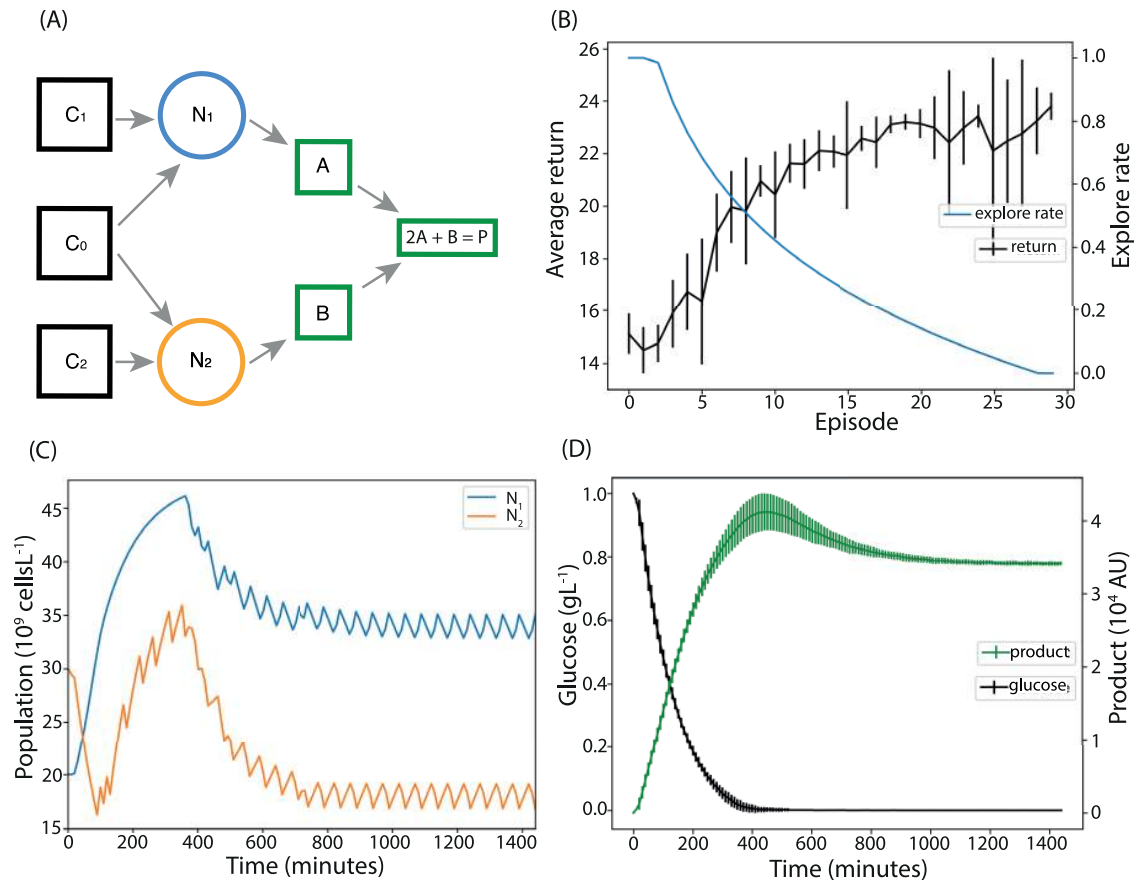 (A)
C1
N1
A
C0
2A + B = P
B
C2
N2
(B)
26
24
22
20
18
16
14
Average return
1.0
0.8
0.6
0.4
0.2
0.0
Explore rate
explore rate
return
0 5 10 15 20 25 30
Episode
(C)
45
40
35
30
25
20
15
Population (10⁹ cellsL⁻¹)
N1
N2
0 200 400 600 800 1000 1200 1400
Time (minutes)
(D)
1.0
0.8
0.6
0.4
0.2
0.0
Glucose (gL⁻¹)
4
3
2
1
0
Product (10⁴ AU)
product
glucose
0 200 400 600 800 1000 1200 1400
Time (minutes)